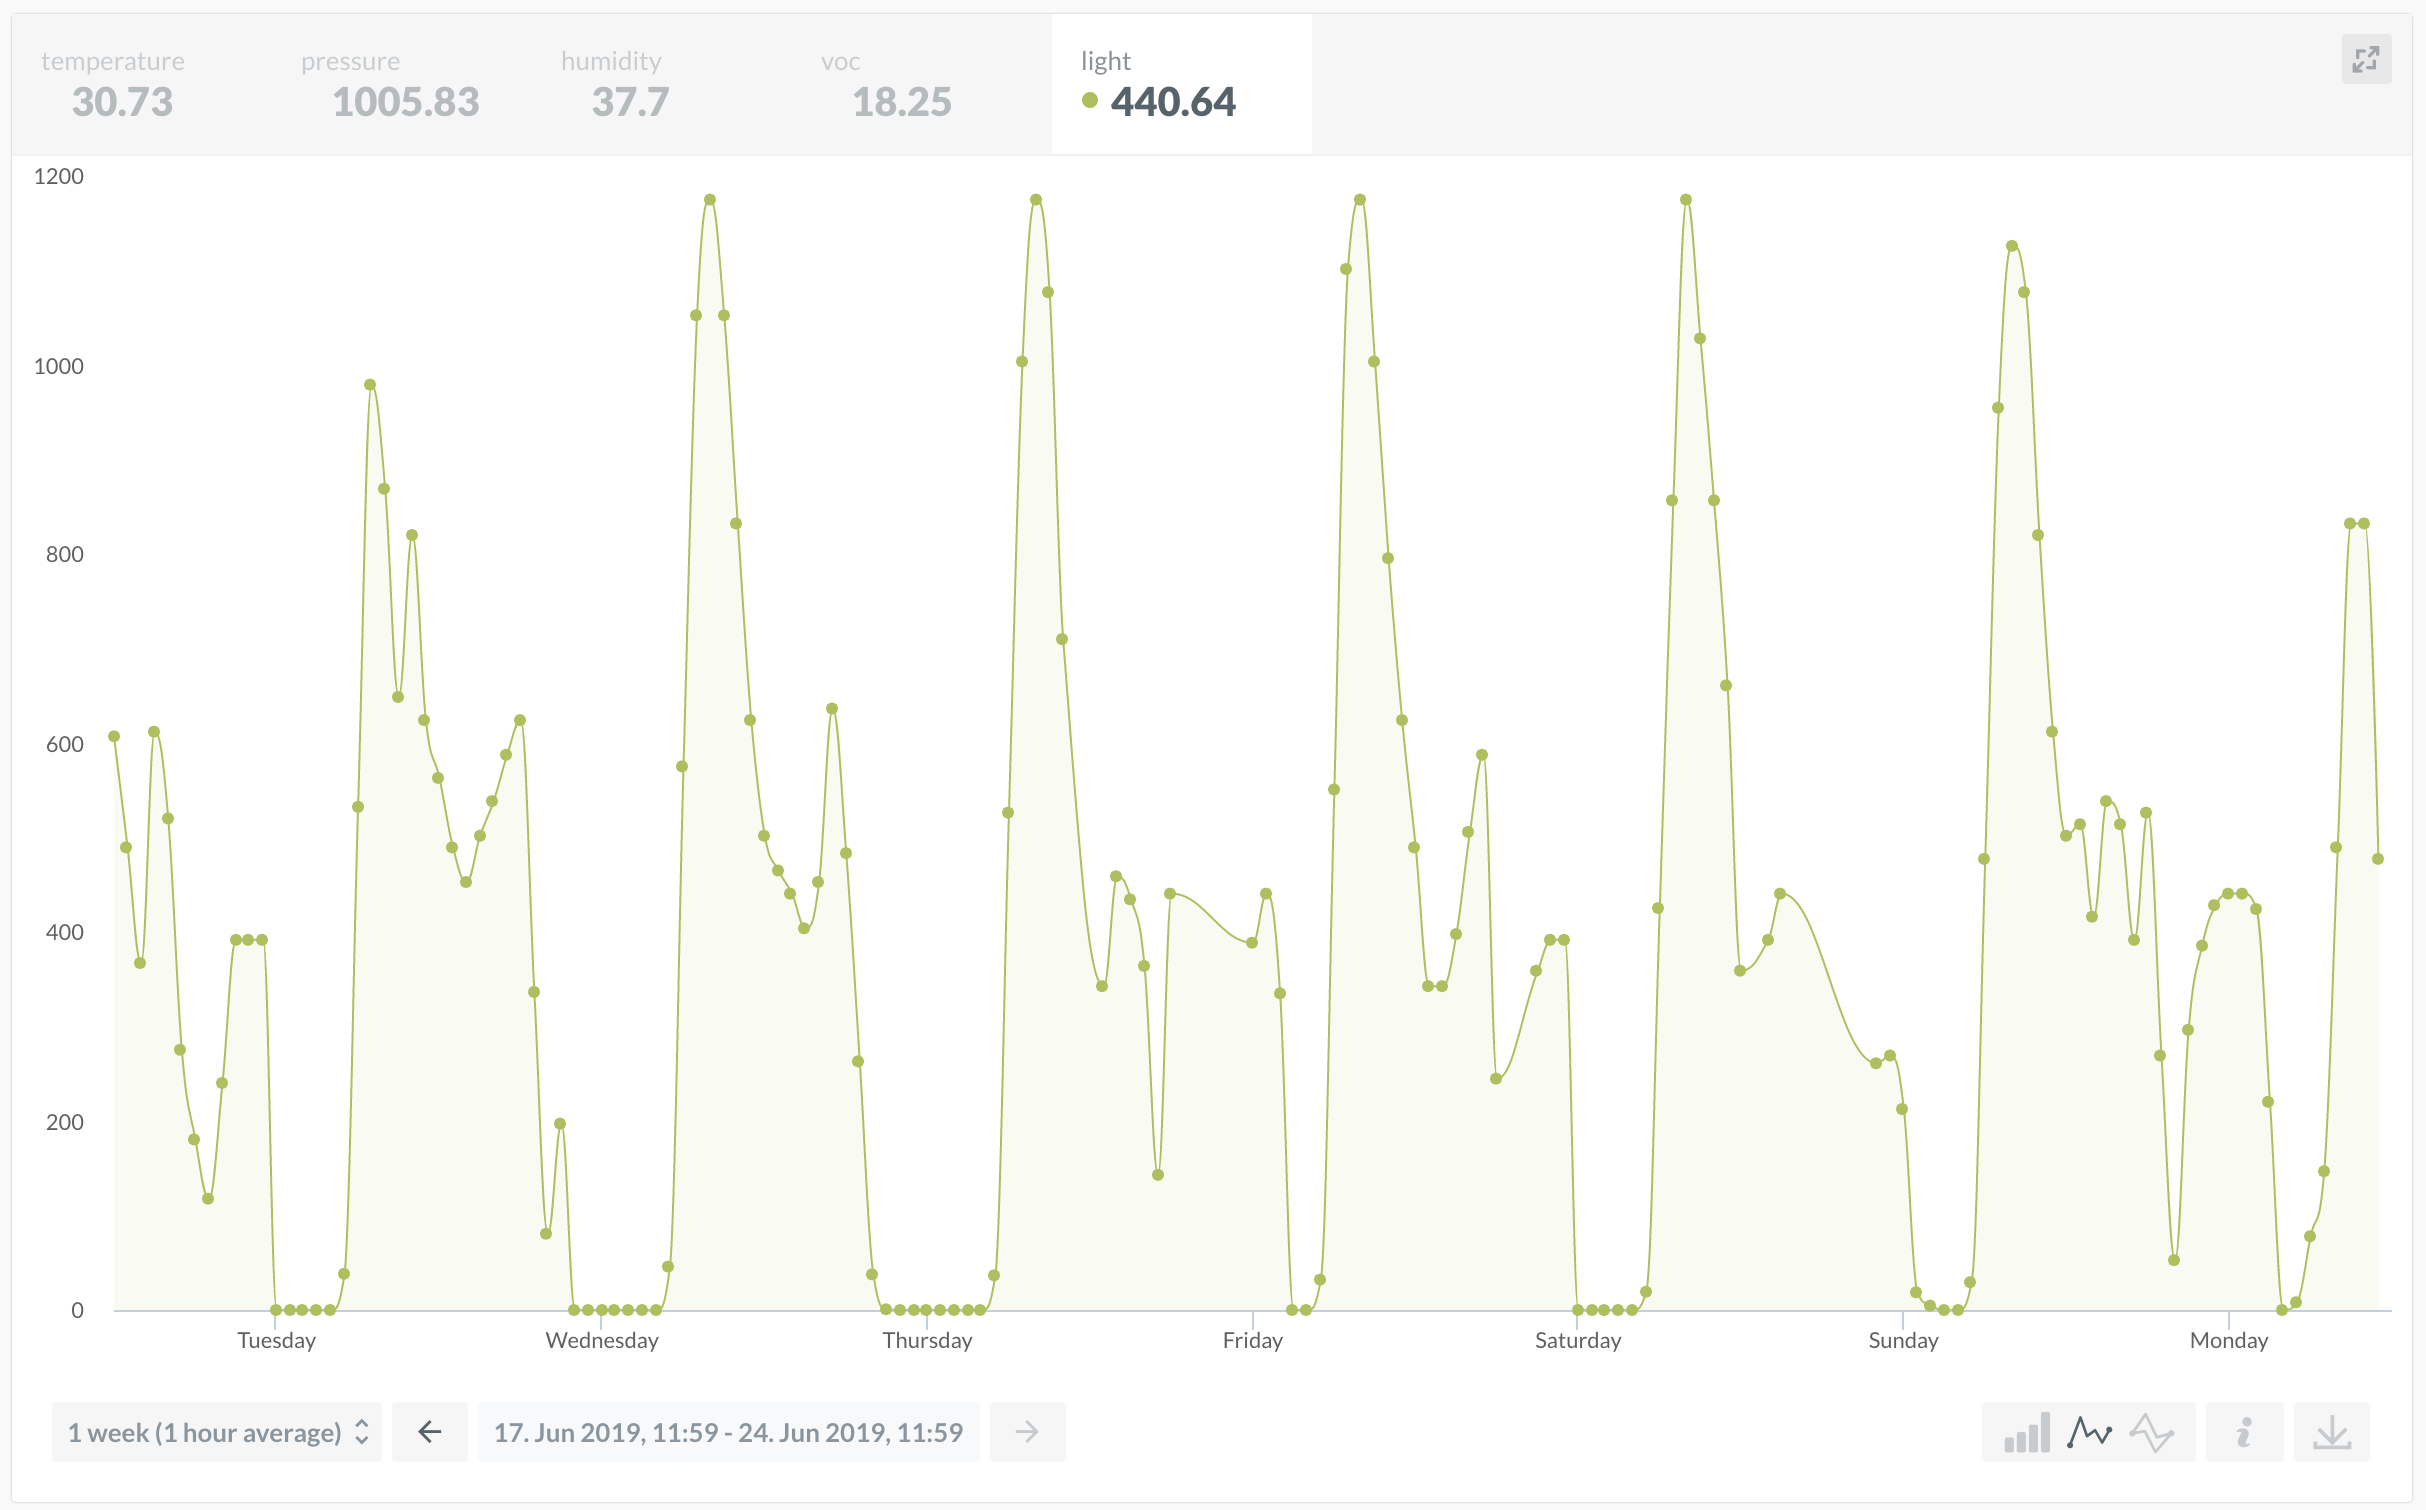 temperature pressure humidity voc light
30.73 1005.83 37.7 18.25 440.64
1200
1000
800
600
400
200
0
Tuesday Wednesday Thursday Friday Saturday Sunday Monday
1 week (1 hour average) 17. Jun 2019, 11:59 - 24. Jun 2019, 11:59